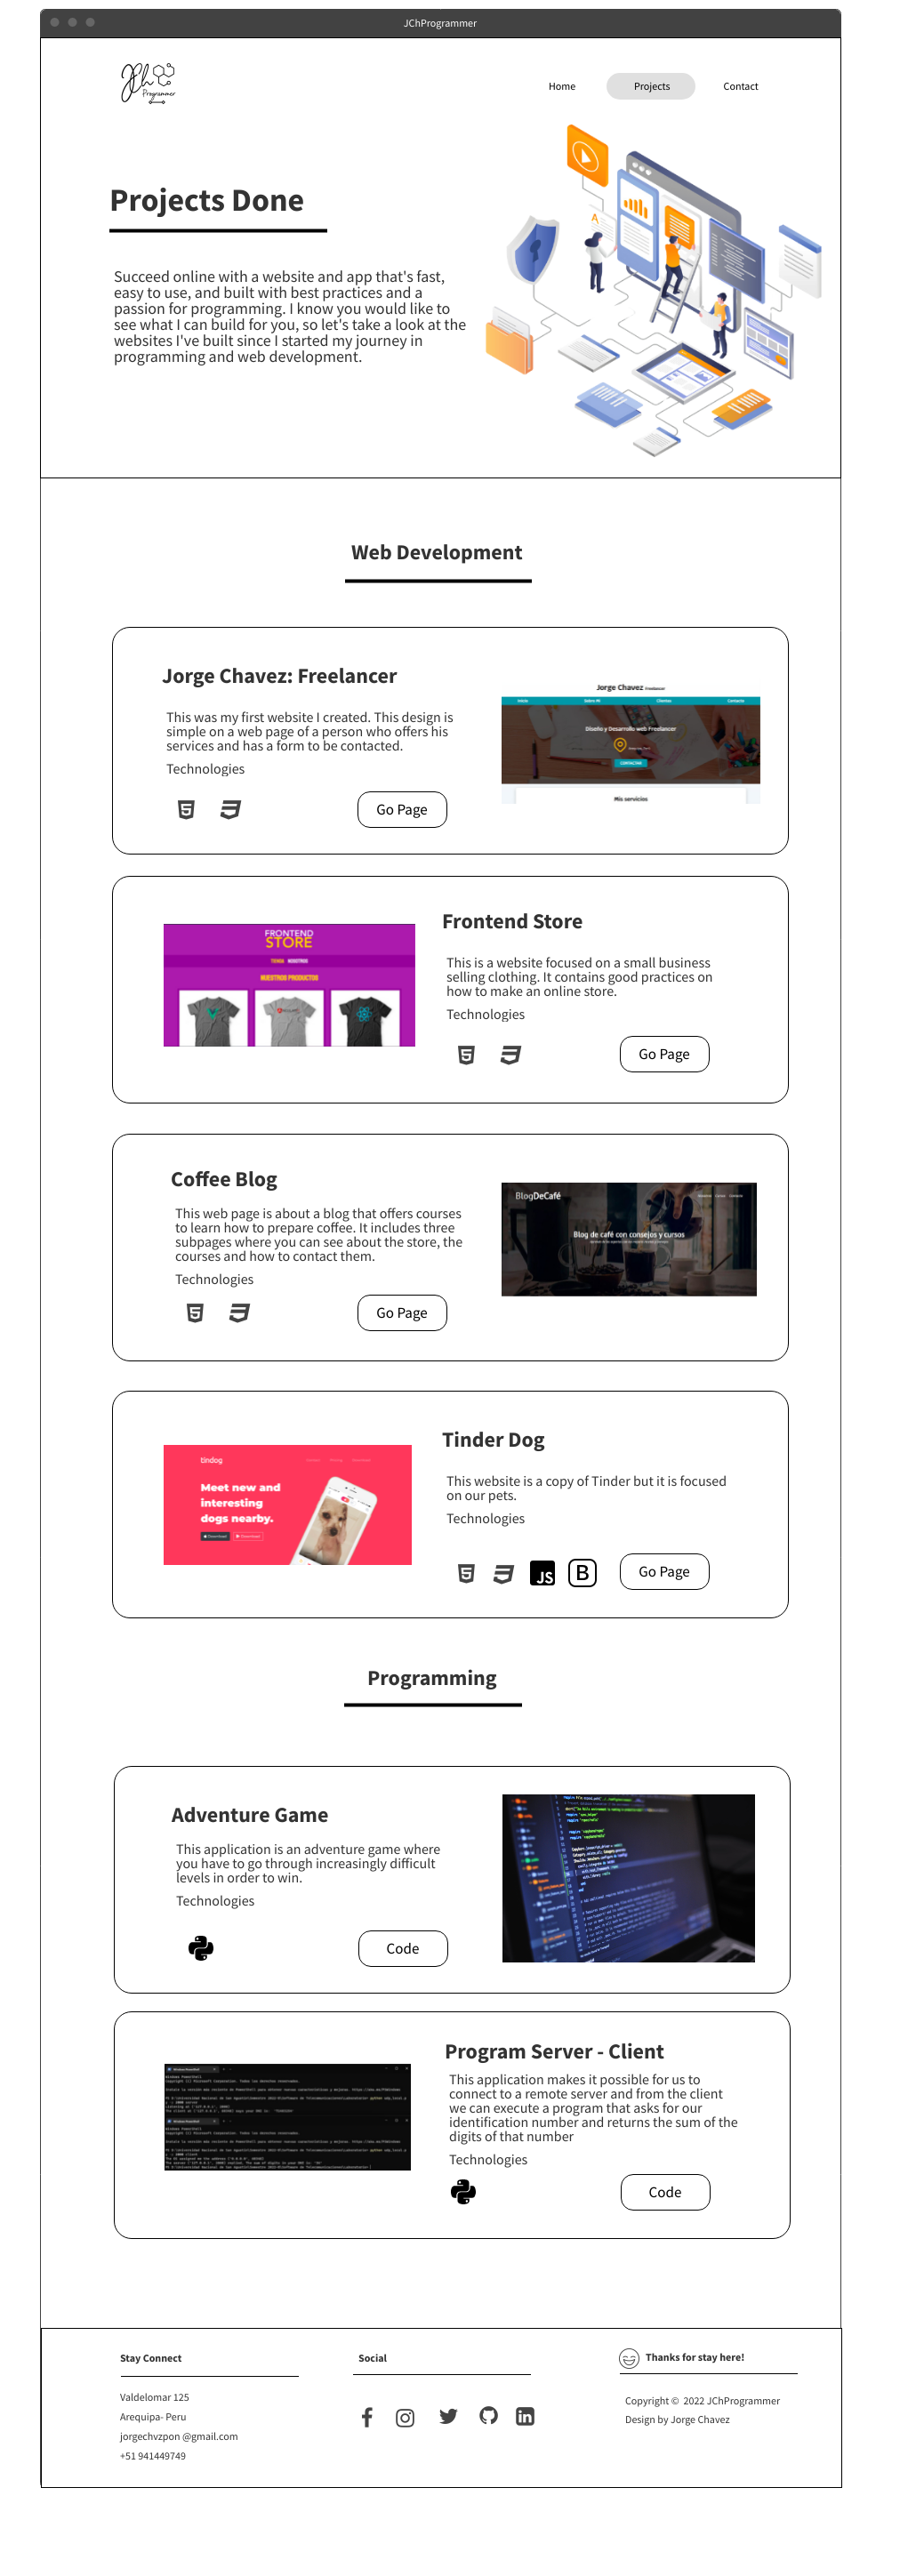 JChProgrammer
JCh
Programmer
Home
Projects
Contact
Projects Done
Succeed online with a website and app that's fast,
easy to use, and built with best practices and a
passion for programming. I know you would like to
see what I can build for you, so let's take a look at the
websites I've built since I started my journey in
programming and web development.
Web Development
Jorge Chavez: Freelancer
This was my first website I created. This design is
simple on a web page of a person who offers his
services and has a form to be contacted.
Technologies
Go Page
Jorge Chavez Freelancer
Inicio Sobre Mi Clientes Contacto
Diseño y Desarrollo web Freelancer
CONTACTAR
Mis servicios
FRONTEND
STORE
TIENDA NOSOTROS
NUESTROS PRODUCTOS
Frontend Store
This is a website focused on a small business
selling clothing. It contains good practices on
how to make an online store.
Technologies
Go Page
Coffee Blog
This web page is about a blog that offers courses
to learn how to prepare coffee. It includes three
subpages where you can see about the store, the
courses and how to contact them.
Technologies
Go Page
BlogDeCafé
Blog de café con consejos y cursos
tindog
Meet new and
interesting
dogs nearby.
Download
Download
Tinder Dog
This website is a copy of Tinder but it is focused
on our pets.
Technologies
JS
B
Go Page
Programming
Adventure Game
This application is an adventure game where
you have to go through increasingly difficult
levels in order to win.
Technologies
Code
Program Server - Client
This application makes it possible for us to
connect to a remote server and from the client
we can execute a program that asks for our
identification number and returns the sum of the
digits of that number
Technologies
Code
Stay Connect
Valdelomar 125
Arequipa- Peru
jorgechvzpon @gmail.com
+51 941449749
Social
Thanks for stay here!
Copyright © 2022 JChProgrammer
Design by Jorge Chavez